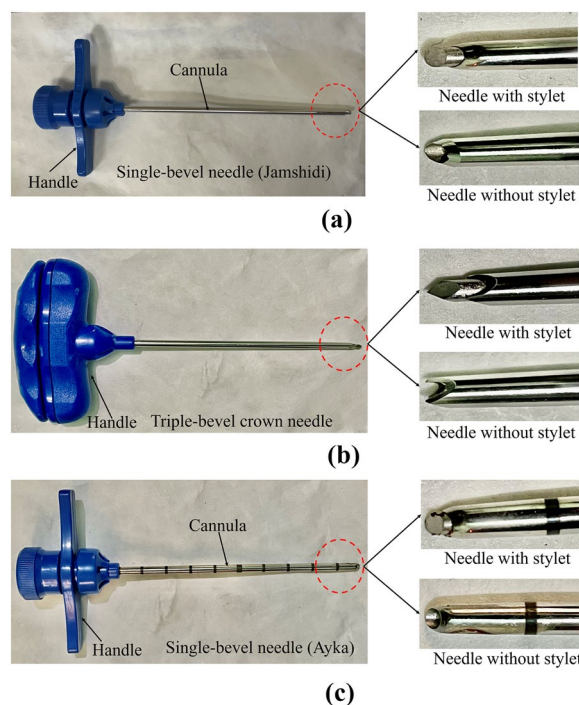 Cannula
Needle with stylet
Handle
Single-bevel needle (Jamshidi)
Needle without stylet
(a)
Needle with stylet
Handle
Triple-bevel crown needle
Needle without stylet
(b)
Cannula
Needle with stylet
Handle
Single-bevel needle (Ayka)
Needle without stylet
(c)